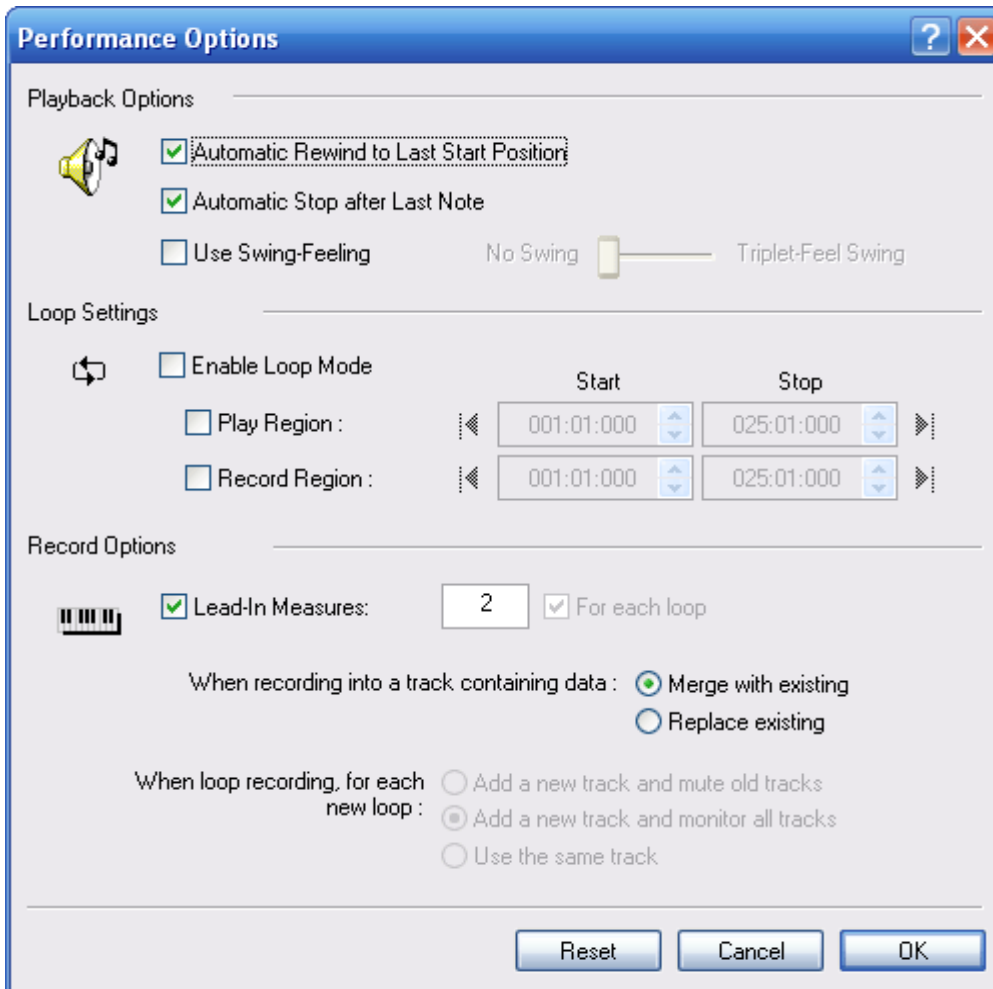 Performance Options
Playback Options
Automatic Rewind to Last Start Position
Automatic Stop after Last Note
Use Swing-Feeling No Swing Triplet-Feel Swing
Loop Settings
Enable Loop Mode
Start Stop
Play Region : 001:01:000 025:01:000
Record Region : 001:01:000 025:01:000
Record Options
Lead-In Measures: 2 For each loop
When recording into a track containing data : Merge with existing
Replace existing
When loop recording, for each
new loop :
Add a new track and mute old tracks
Add a new track and monitor all tracks
Use the same track
Reset Cancel OK